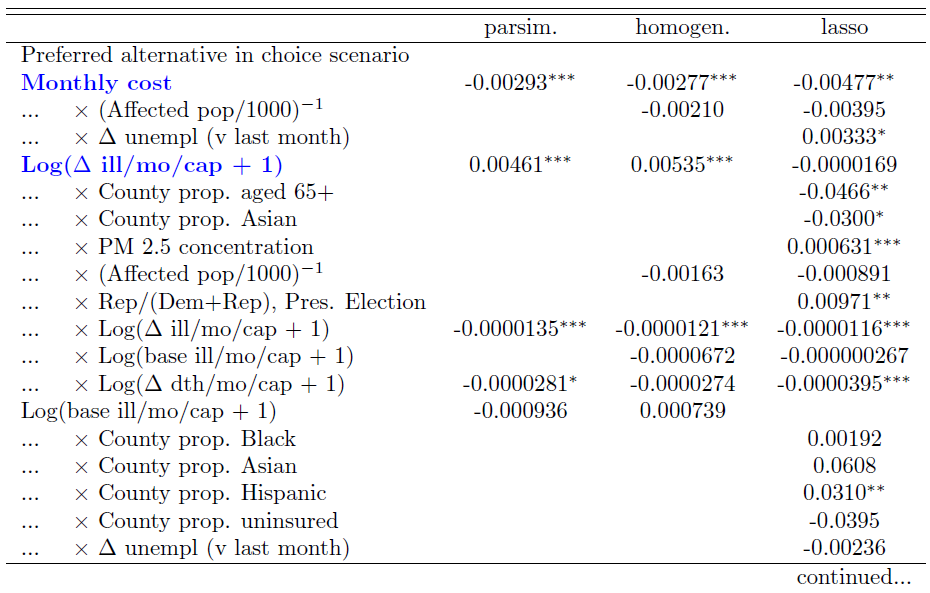 parsim. homogen. lasso
Preferred alternative in choice scenario
Monthly cost -0.00293*** -0.00277*** -0.00477**
... × (Affected pop/1000)⁻¹ -0.00210 -0.00395
... × Δ unempl (v last month) 0.00333*
Log(Δ ill/mo/cap + 1) 0.00461*** 0.00535*** -0.0000169
... × County prop. aged 65+ -0.0466**
... × County prop. Asian -0.0300*
... × PM 2.5 concentration 0.000631***
... × (Affected pop/1000)⁻¹ -0.00163 -0.000891
... × Rep/(Dem+Rep), Pres. Election 0.00971**
... × Log(Δ ill/mo/cap + 1) -0.0000135*** -0.0000121*** -0.0000116***
... × Log(base ill/mo/cap + 1) -0.0000672 -0.000000267
... × Log(Δ dth/mo/cap + 1) -0.0000281* -0.0000274 -0.0000395***
Log(base ill/mo/cap + 1) -0.000936 0.000739
... × County prop. Black 0.00192
... × County prop. Asian 0.0608
... × County prop. Hispanic 0.0310**
... × County prop. uninsured -0.0395
... × Δ unempl (v last month) -0.00236
continued...